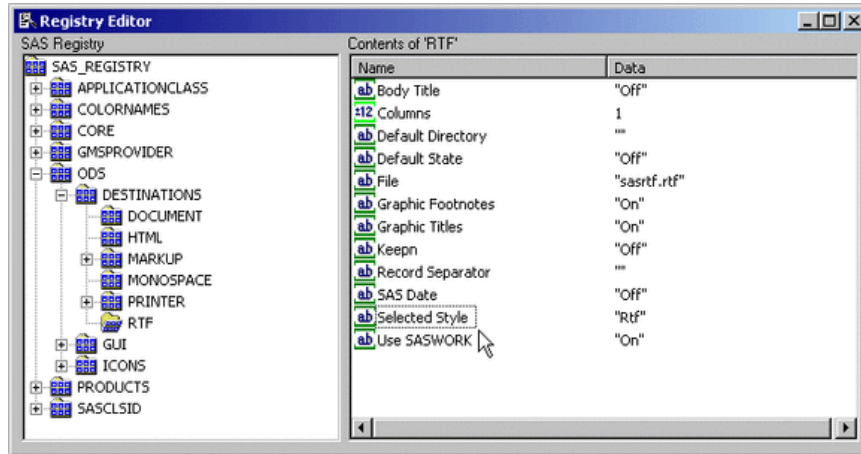 Registry Editor
SAS Registry
SAS_REGISTRY
APPLICATIONCLASS
COLORNAMES
CORE
GMSPROVIDER
ODS
DESTINATIONS
DOCUMENT
HTML
MARKUP
MONOSPACE
PRINTER
RTF
GUI
ICONS
PRODUCTS
SASCLSID
Contents of 'RTF'
Name Data
Body Title "Off"
Columns 1
Default Directory ""
Default State "Off"
File "sasrtf.rtf"
Graphic Footnotes "On"
Graphic Titles "On"
Keepn "Off"
Record Separator ""
SAS Date "Off"
Selected Style "Rtf"
Use SASWORK "On"